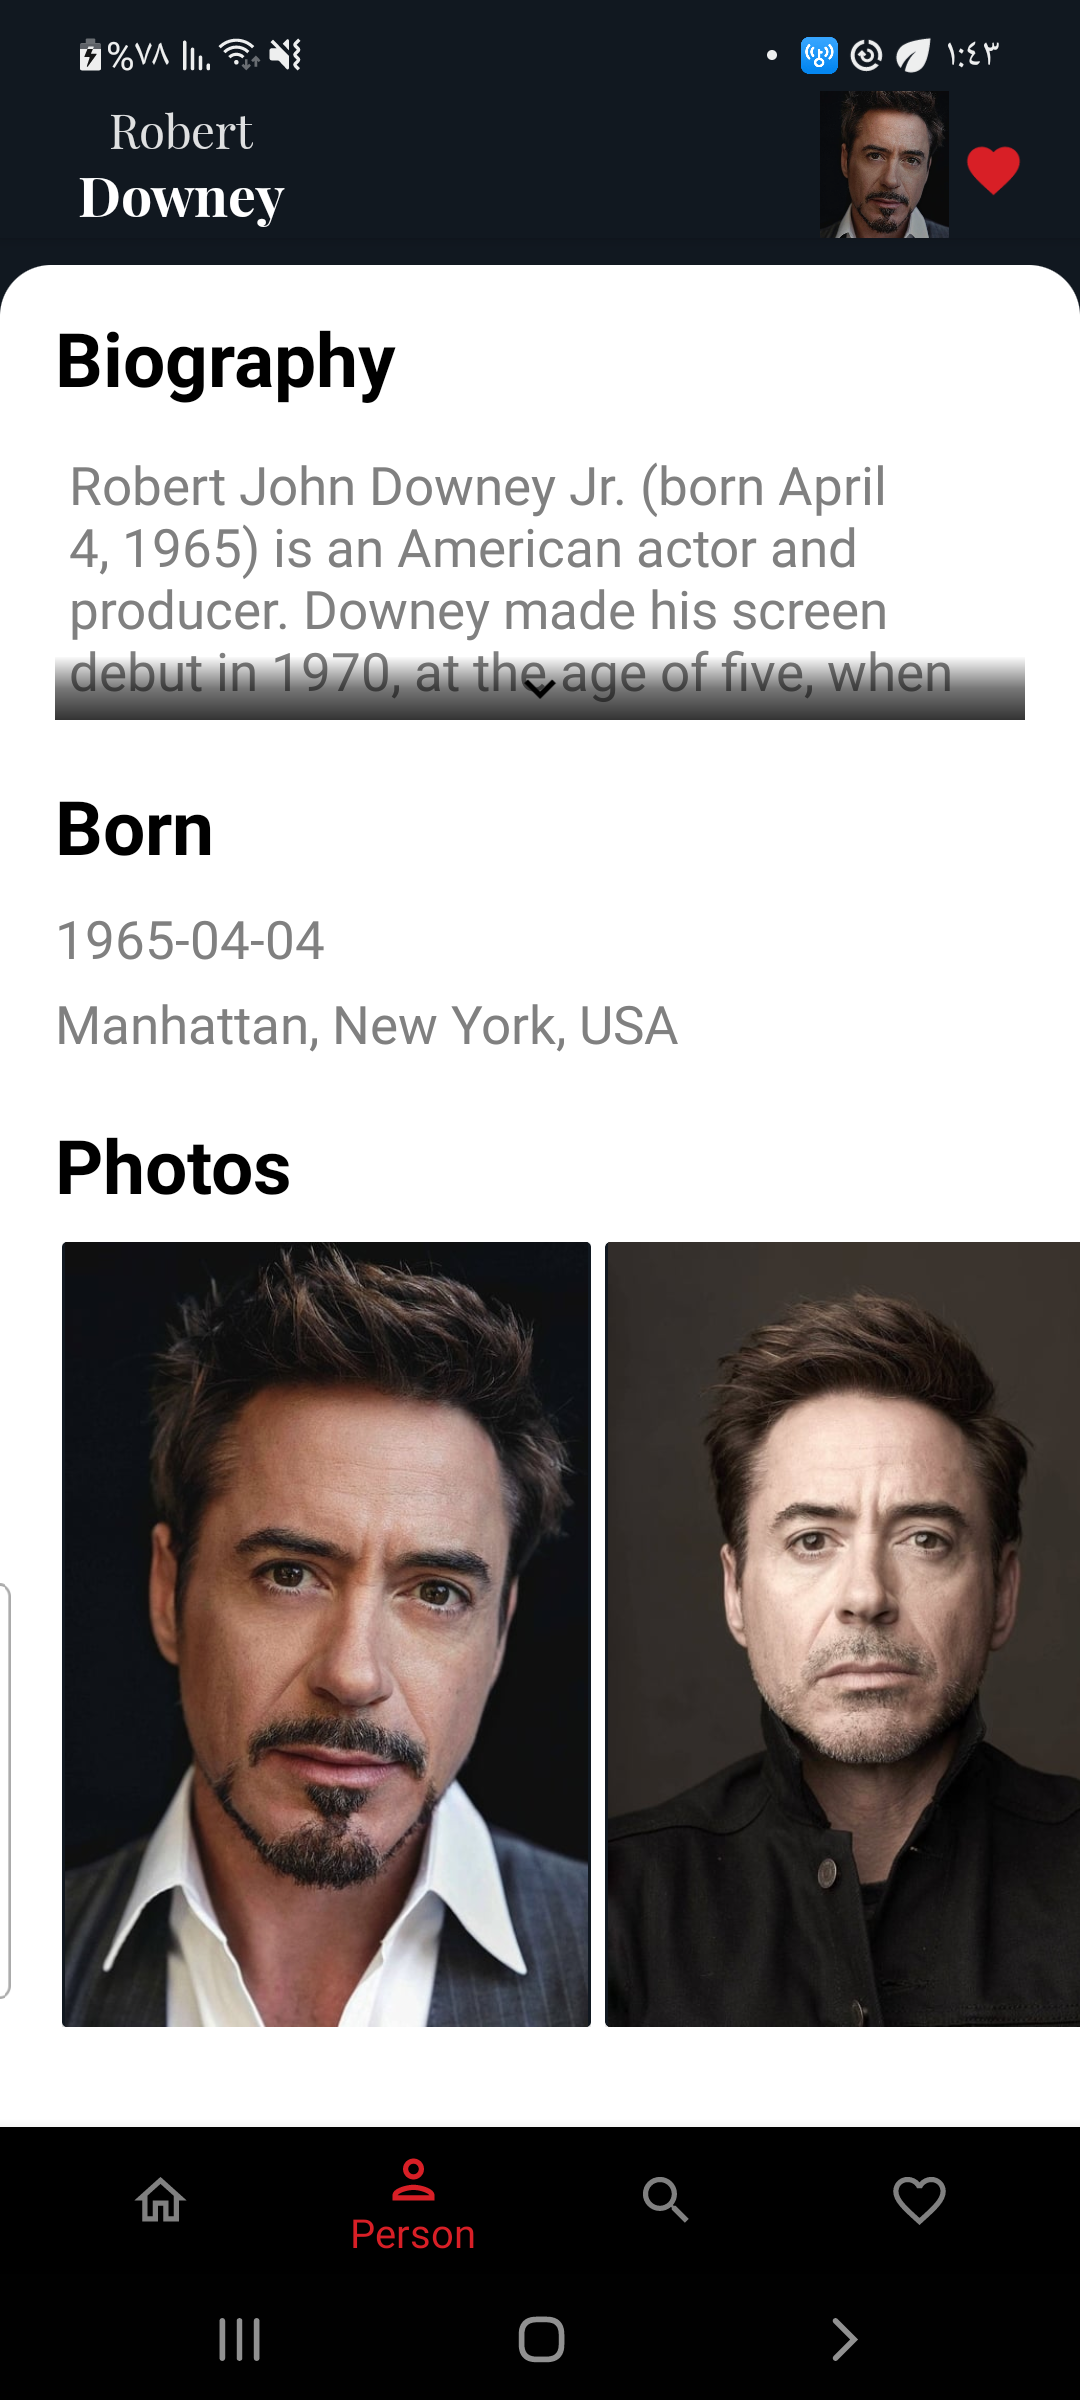 %٧٨
١:٤٣
Robert
Downey
Biography
Robert John Downey Jr. (born April
4, 1965) is an American actor and
producer. Downey made his screen
debut in 1970, at the age of five, when
Born
1965-04-04
Manhattan, New York, USA
Photos
Person